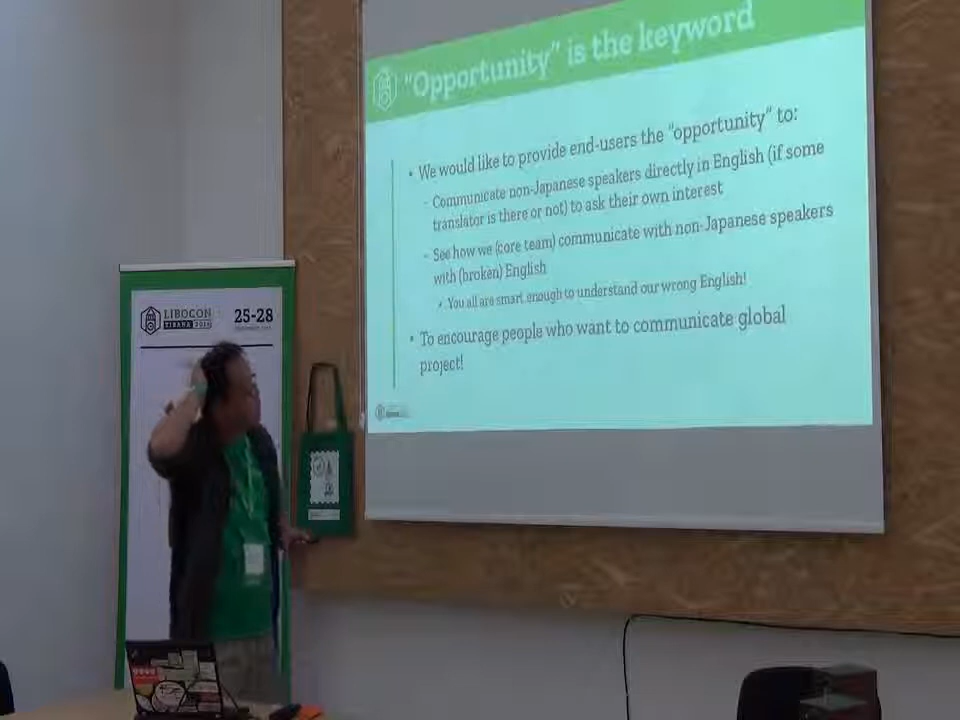 "Opportunity" is the keyword
• We would like to provide end-users the "opportunity" to:
– Communicate non-Japanese speakers directly in English (if some
translator is there or not) to ask their own interest
– See how we (core team) communicate with non-Japanese speakers
with (broken) English
• You all are smart enough to understand our wrong English!
• To encourage people who want to communicate global
project!
LIBOCON
TIRANA 2018
25-28